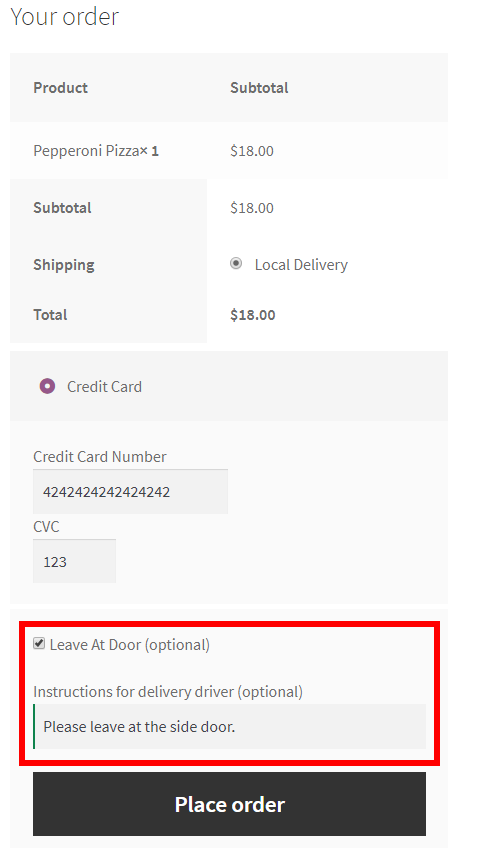 Your order
Product Subtotal
Pepperoni Pizza× 1 $18.00
Subtotal $18.00
Shipping Local Delivery
Total $18.00
Credit Card
Credit Card Number
4242424242424242
CVC
123
Leave At Door (optional)
Instructions for delivery driver (optional)
Please leave at the side door.
Place order